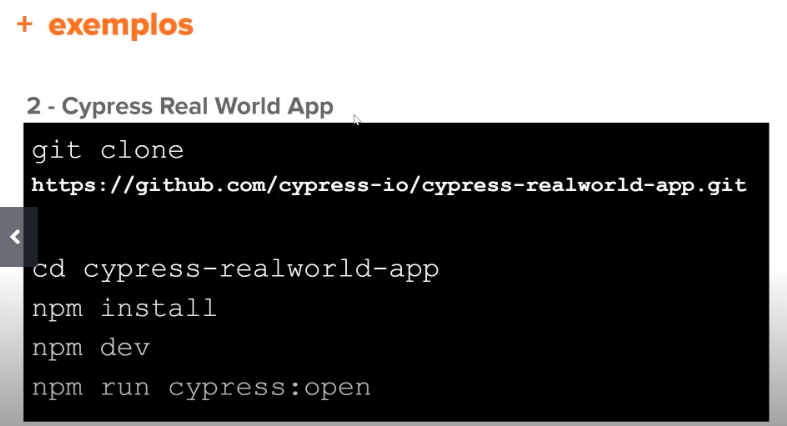 + exemplos
2 - Cypress Real World App
git clone
https://github.com/cypress-io/cypress-realworld-app.git
cd cypress-realworld-app
npm install
npm dev
npm run cypress:open